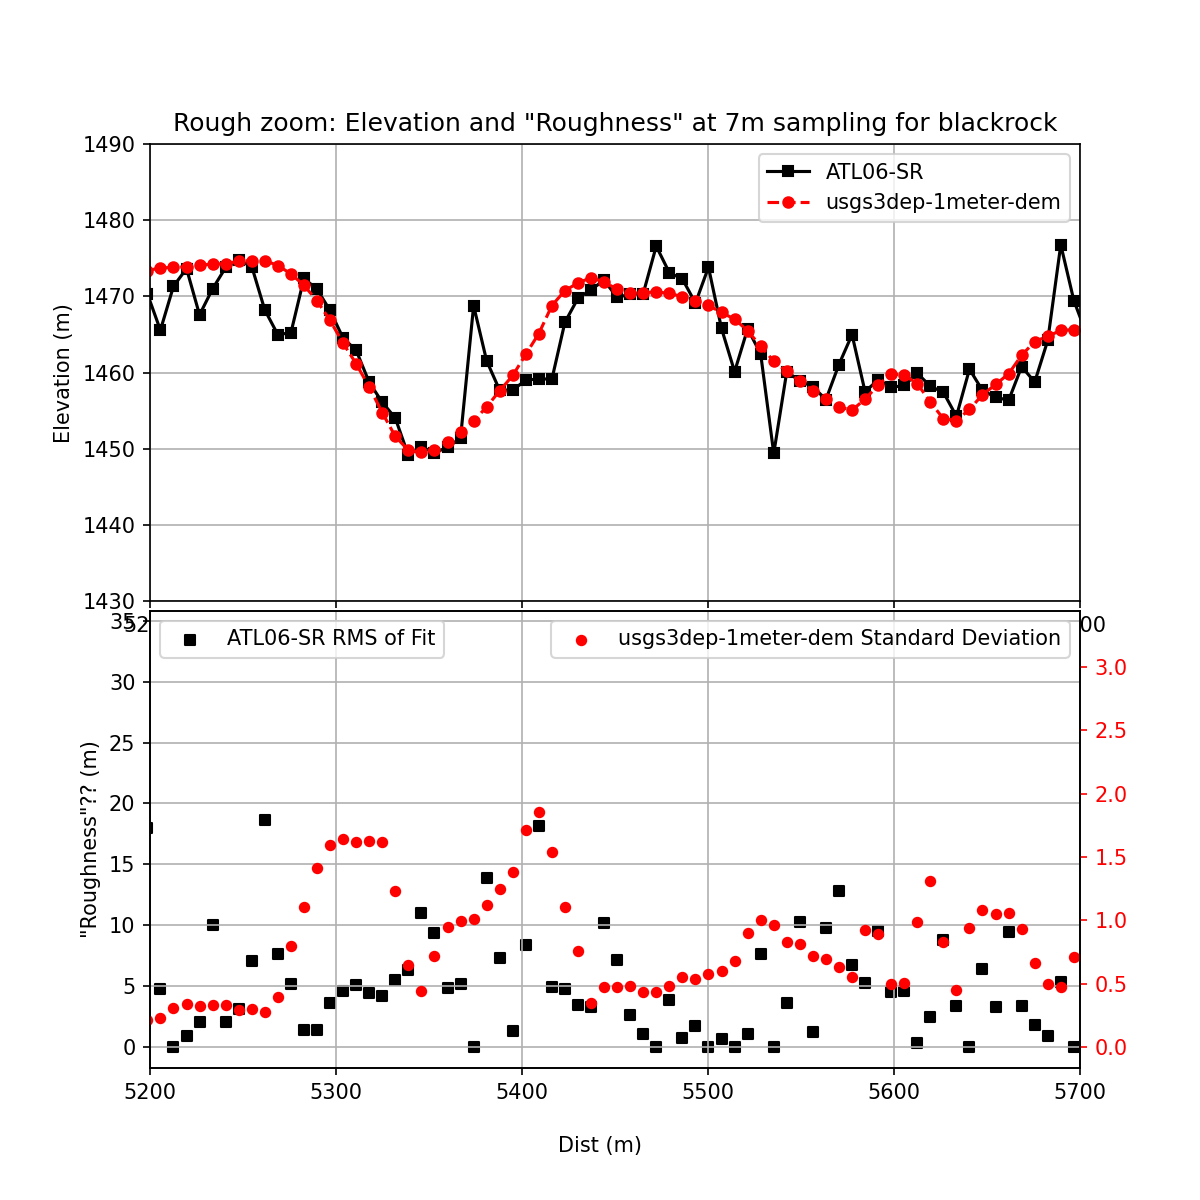 Rough zoom: Elevation and "Roughness" at 7m sampling for blackrock
1490
1480
1470
1460
1450
1440
1430
Elevation (m)
ATL06-SR
usgs3dep-1meter-dem
52
00
35
30
25
20
15
10
5
0
"Roughness"?? (m)
ATL06-SR RMS of Fit
usgs3dep-1meter-dem Standard Deviation
3.0
2.5
2.0
1.5
1.0
0.5
0.0
5200 5300 5400 5500 5600 5700
Dist (m)